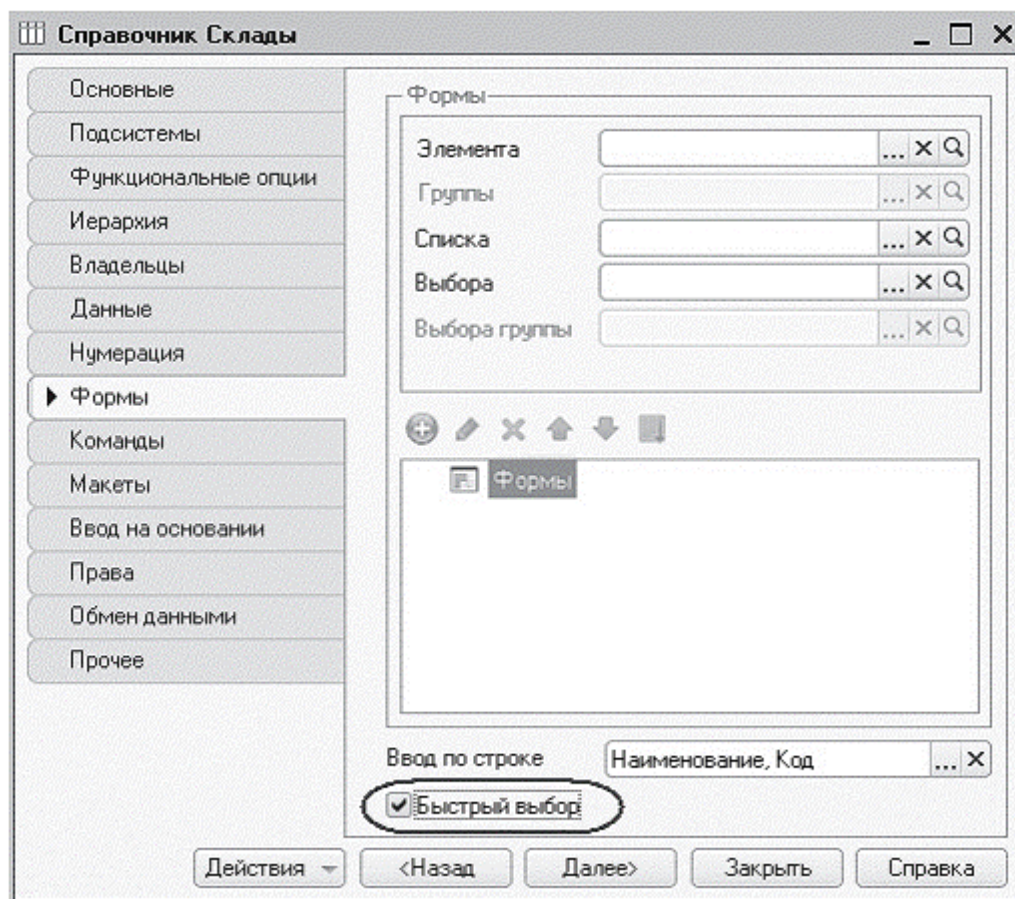 Справочник Склады
Основные
Подсистемы
Функциональные опции
Иерархия
Владельцы
Данные
Нумерация
Формы
Команды
Макеты
Ввод на основании
Права
Обмен данными
Прочее
Формы
Элемента
Группы
Списка
Выбора
Выбора группы
Формы
Ввод по строке Наименование, Код
Быстрый выбор
Действия <Назад Далее> Закрыть Справка